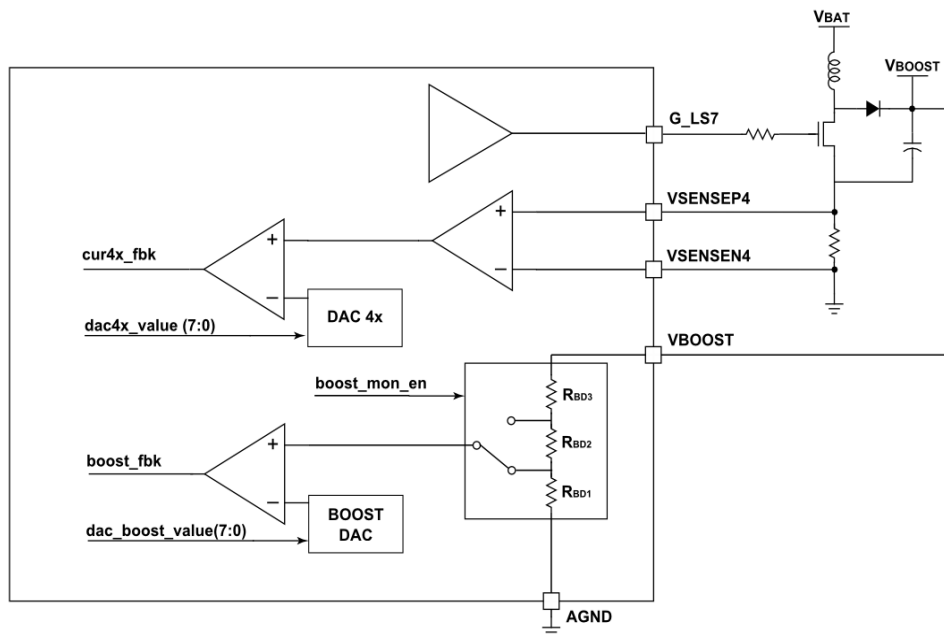 VBAT
VBOOST
G_LS7
VSENSEP4
+
+
cur4x_fbk
VSENSEN4
−
−
DAC 4x
dac4x_value (7:0)
VBOOST
boost_mon_en
RBD3
RBD2
+
boost_fbk
RBD1
−
BOOST
DAC
dac_boost_value(7:0)
AGND